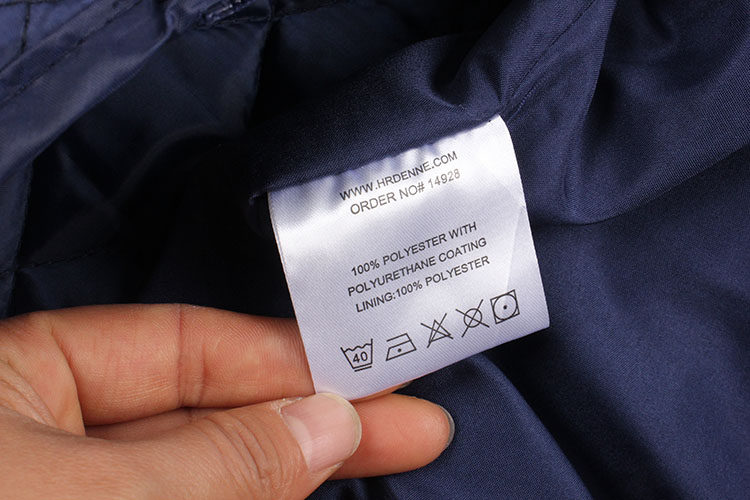 WWW.HRDENNE.COM
ORDER NO# 14928
100% POLYESTER WITH
POLYURETHANE COATING
LINING:100% POLYESTER
40